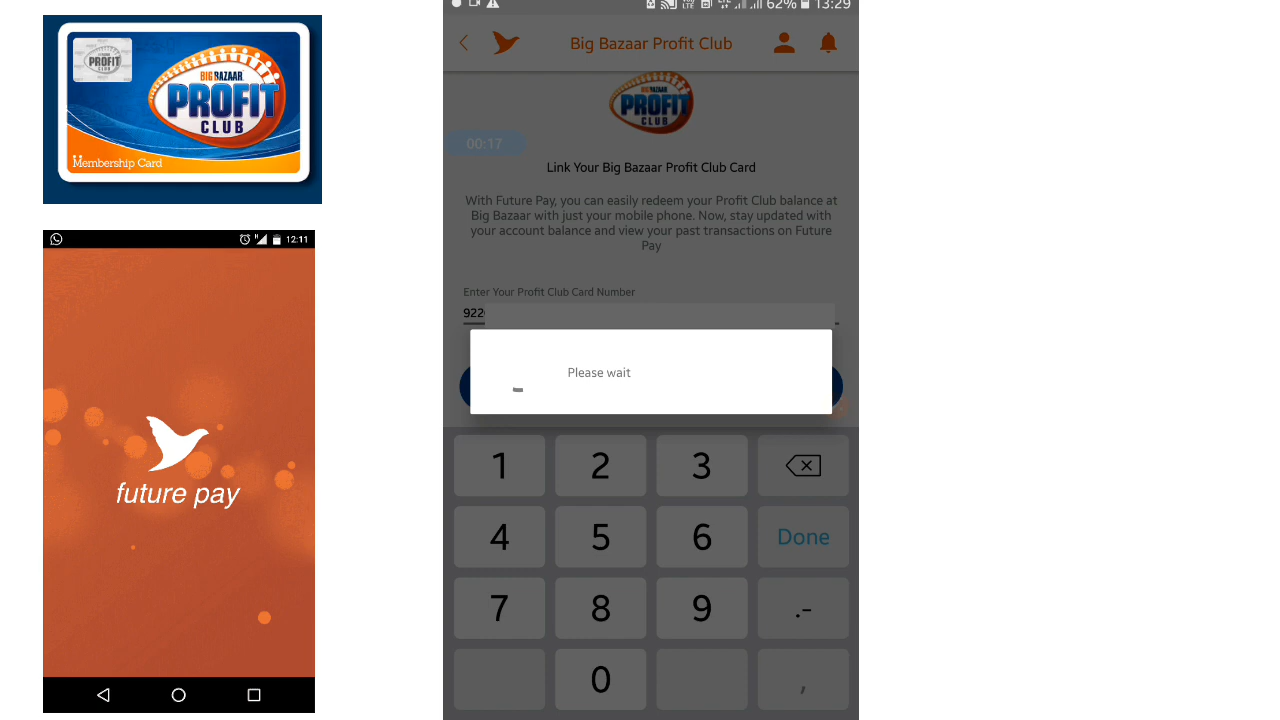 PROFIT
CLUB
BIG BAZAAR
PROFIT
CLUB
Membership Card
12:11
future pay
62% 13:29
Big Bazaar Profit Club
BIG BAZAAR
PROFIT
CLUB
00:17
Link Your Big Bazaar Profit Club Card
With Future Pay, you can easily redeem your Profit Club balance at
Big Bazaar with just your mobile phone. Now, stay updated with
your account balance and view your past transactions on Future
Pay
Enter Your Profit Club Card Number
922
Please wait
1 2 3
4 5 6 Done
7 8 9 .-
0 ,